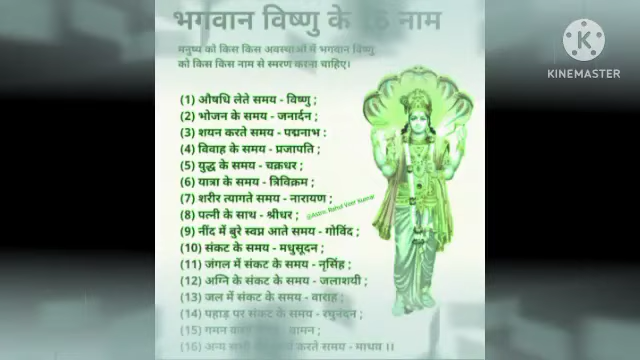 भगवान विष्णु के 16 नाम
KINEMASTER
मनुष्य को किस किस अवस्थाओं में भगवान विष्णु
को किस किस नाम से स्मरण करना चाहिए।
(1) औषधि लेते समय - विष्णु ;
(2) भोजन के समय - जनार्दन ;
(3) शयन करते समय - पद्मनाभ :
(4) विवाह के समय - प्रजापति ;
(5) युद्ध के समय - चक्रधर ;
(6) यात्रा के समय - त्रिविक्रम ;
(7) शरीर त्यागते समय - नारायण ;
(8) पत्नी के साथ - श्रीधर ;
(9) नींद में बुरे स्वप्न आते समय - गोविंद ;
(10) संकट के समय - मधुसूदन ;
(11) जंगल में संकट के समय - नृसिंह ;
(12) अग्नि के संकट के समय - जलाशयी ;
(13) जल में संकट के समय - वाराह ;
(14) पहाड़ पर संकट के समय - रघुनंदन ;
(15) गमन वामन ;
(16) अन्य करते समय - माधव ।।